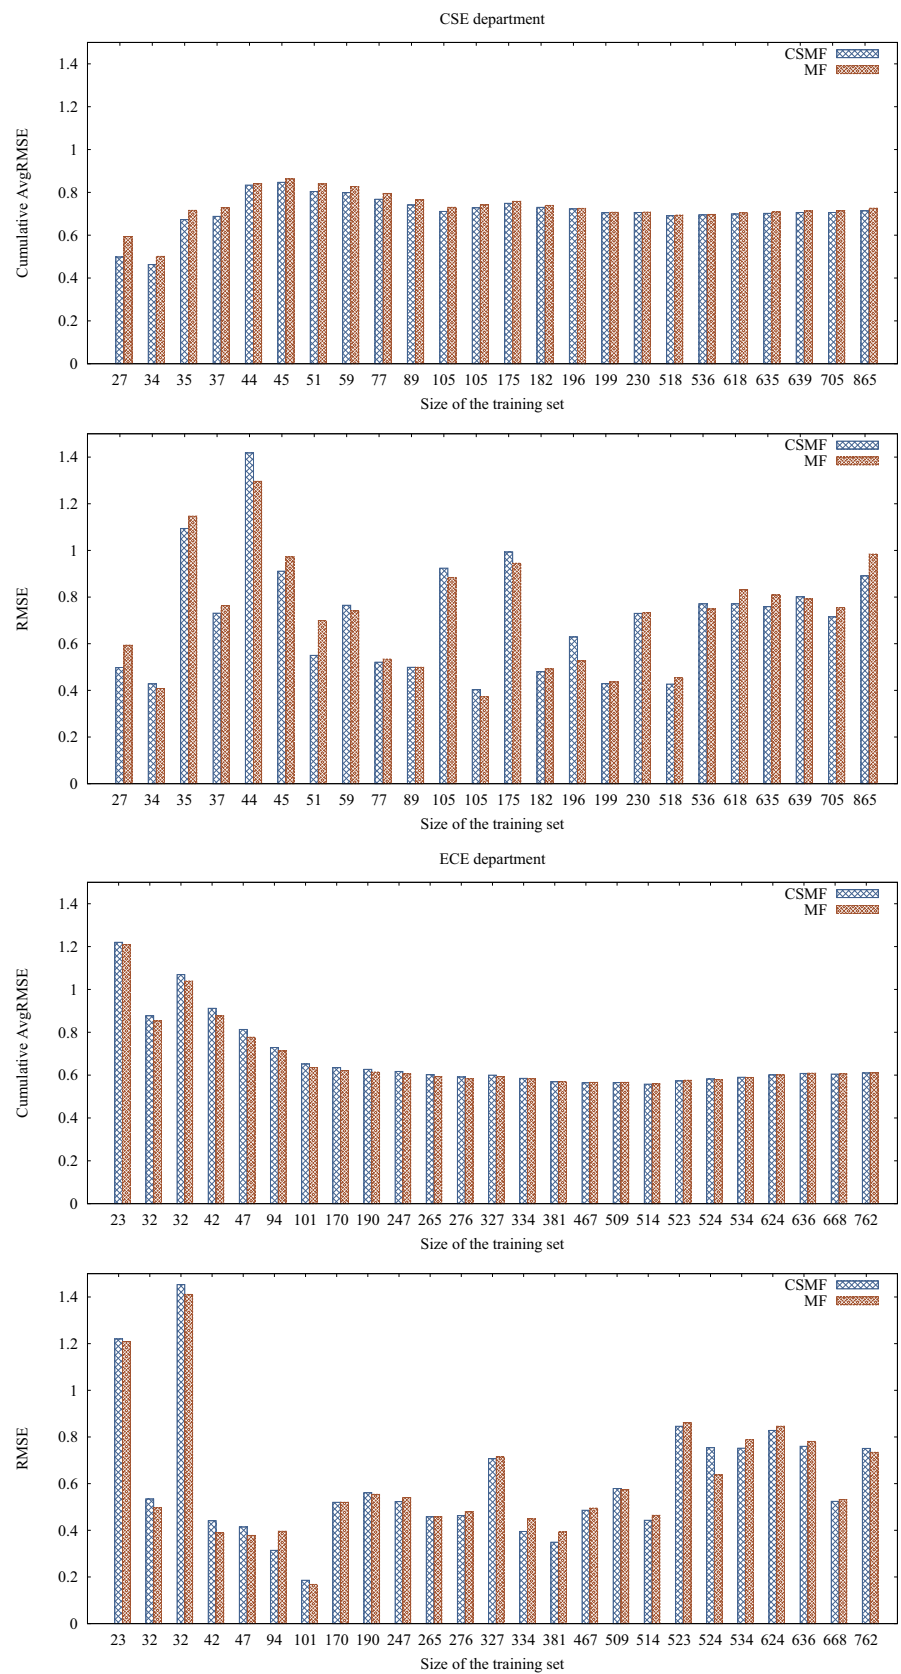 CSE department
CSMF
MF
1.4
1.2
1
0.8
0.6
0.4
0.2
0
Cumulative AvgRMSE
27 34 35 37 44 45 51 59 77 89 105 105 175 182 196 199 230 518 536 618 635 639 705 865
Size of the training set
CSMF
MF
1.4
1.2
1
0.8
0.6
0.4
0.2
0
RMSE
27 34 35 37 44 45 51 59 77 89 105 105 175 182 196 199 230 518 536 618 635 639 705 865
Size of the training set
ECE department
CSMF
MF
1.4
1.2
1
0.8
0.6
0.4
0.2
0
Cumulative AvgRMSE
23 32 32 42 47 94 101 170 190 247 265 276 327 334 381 467 509 514 523 524 534 624 636 668 762
Size of the training set
CSMF
MF
1.4
1.2
1
0.8
0.6
0.4
0.2
0
RMSE
23 32 32 42 47 94 101 170 190 247 265 276 327 334 381 467 509 514 523 524 534 624 636 668 762
Size of the training set